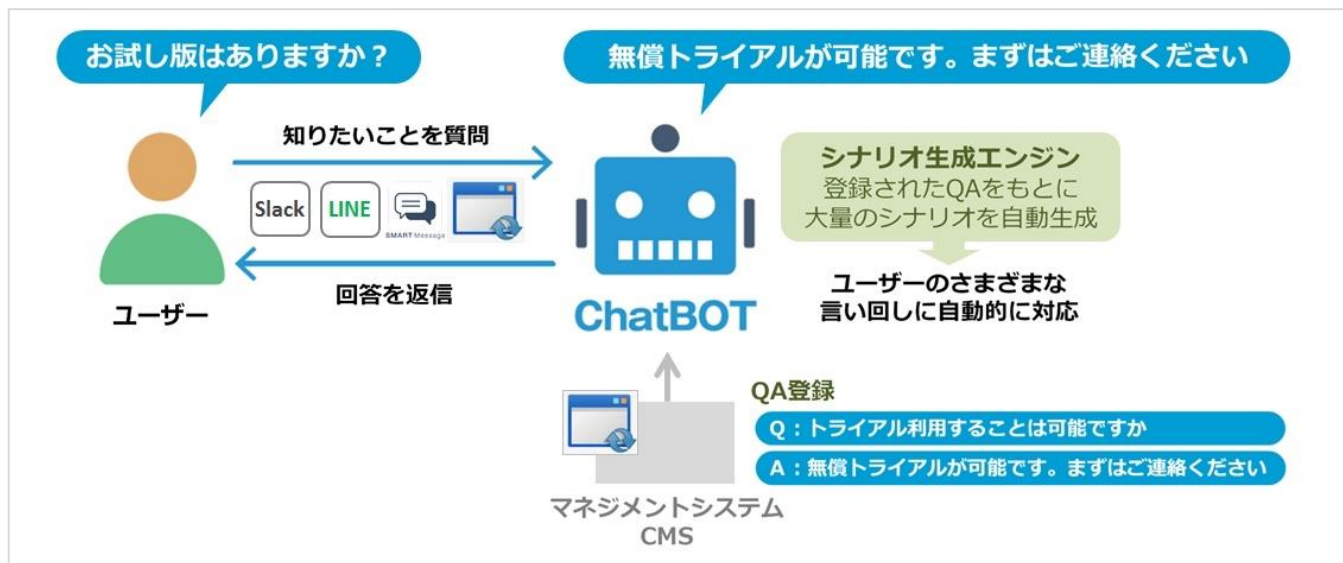 お試し版はありますか？
無償トライアルが可能です。まずはご連絡ください
知りたいことを質問
Slack
LINE
SMART Message
回答を返信
ユーザー
ChatBOT
シナリオ生成エンジン
登録されたQAをもとに
大量のシナリオを自動生成
ユーザーのさまざまな
言い回しに自動的に対応
QA登録
Q：トライアル利用することは可能ですか
A：無償トライアルが可能です。まずはご連絡ください
マネジメントシステム
CMS